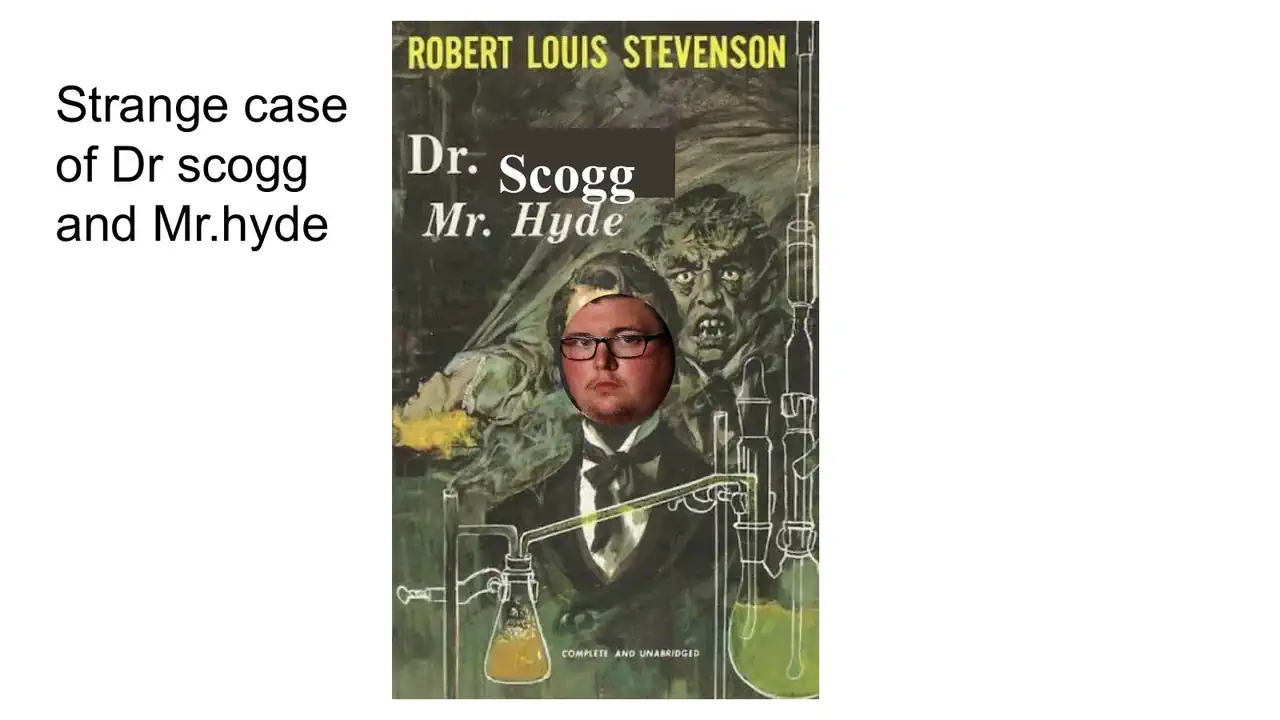 Strange case
of Dr scogg
and Mr.hyde
ROBERT LOUIS STEVENSON
Dr. Scogg
Mr. Hyde
COMPLETE AND UNABRIDGED